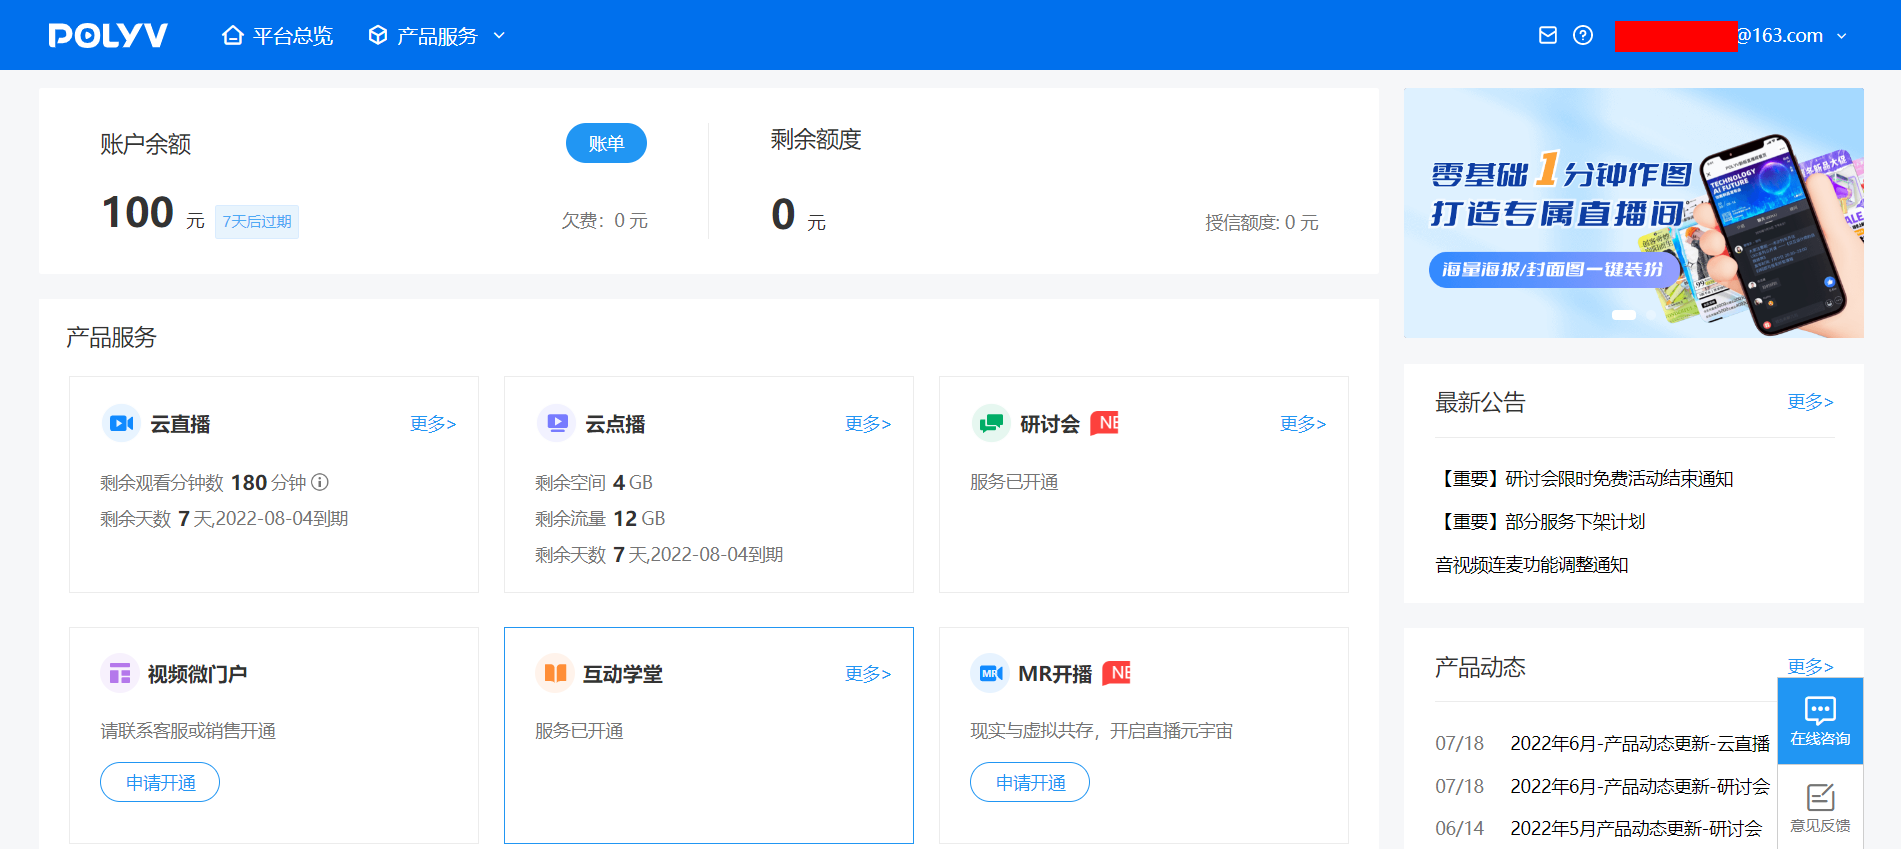 POLYV 平台总览 产品服务
@163.com
账户余额 账单
100 元 7天后过期 欠费：0 元
剩余额度
0 元 授信额度: 0 元
零基础1分钟作图
打造专属直播间
海量海报/封面图一键装扮
TECHNOLOGY
AI FUTURE
产品服务
云直播 更多>
剩余观看分钟数 180 分钟
剩余天数 7 天,2022-08-04到期
云点播 更多>
剩余空间 4 GB
剩余流量 12 GB
剩余天数 7 天,2022-08-04到期
研讨会 NE 更多>
服务已开通
视频微门户
请联系客服或销售开通
申请开通
互动学堂 更多>
服务已开通
MR
MR开播 NE
现实与虚拟共存，开启直播元宇宙
申请开通
最新公告 更多>
【重要】研讨会限时免费活动结束通知
【重要】部分服务下架计划
音视频连麦功能调整通知
产品动态 更多>
07/18 2022年6月-产品动态更新-云直播
07/18 2022年6月-产品动态更新-研讨会
06/14 2022年5月产品动态更新-研讨会
在线咨询
意见反馈